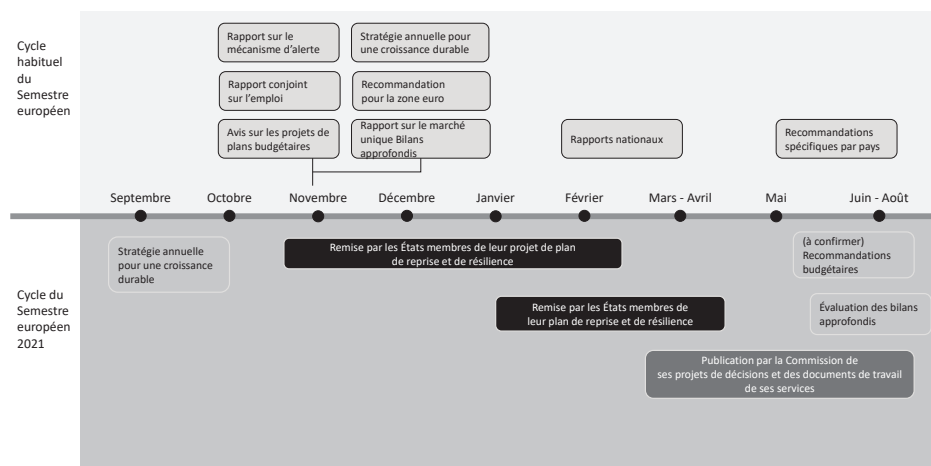 Cycle
habituel
du
Semestre
européen
Rapport sur le
mécanisme d'alerte
Stratégie annuelle pour
une croissance durable
Rapport conjoint
sur l'emploi
Recommandation
pour la zone euro
Avis sur les projets de
plans budgétaires
Rapport sur le marché
unique Bilans
approfondis
Rapports nationaux
Recommandations
spécifiques par pays
Septembre
Octobre
Novembre
Décembre
Janvier
Février
Mars - Avril
Mai
Juin - Août
Cycle du
Semestre
européen
2021
Stratégie annuelle
pour une croissance
durable
Remise par les États membres de leur projet de plan
de reprise et de résilience
(à confirmer)
Recommandations
budgétaires
Remise par les États membres de
leur plan de reprise et de résilience
Évaluation des bilans
approfondis
Publication par la Commission de
ses projets de décisions et des documents de travail
de ses services